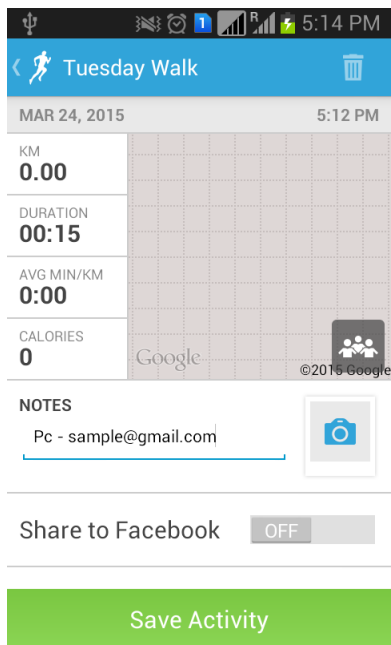 1 R 5:14 PM
Tuesday Walk
MAR 24, 2015 5:12 PM
KM
0.00
DURATION
00:15
AVG MIN/KM
0:00
CALORIES
0
Google
©2015 Google
NOTES
Pc - sample@gmail.com
Share to Facebook OFF
Save Activity